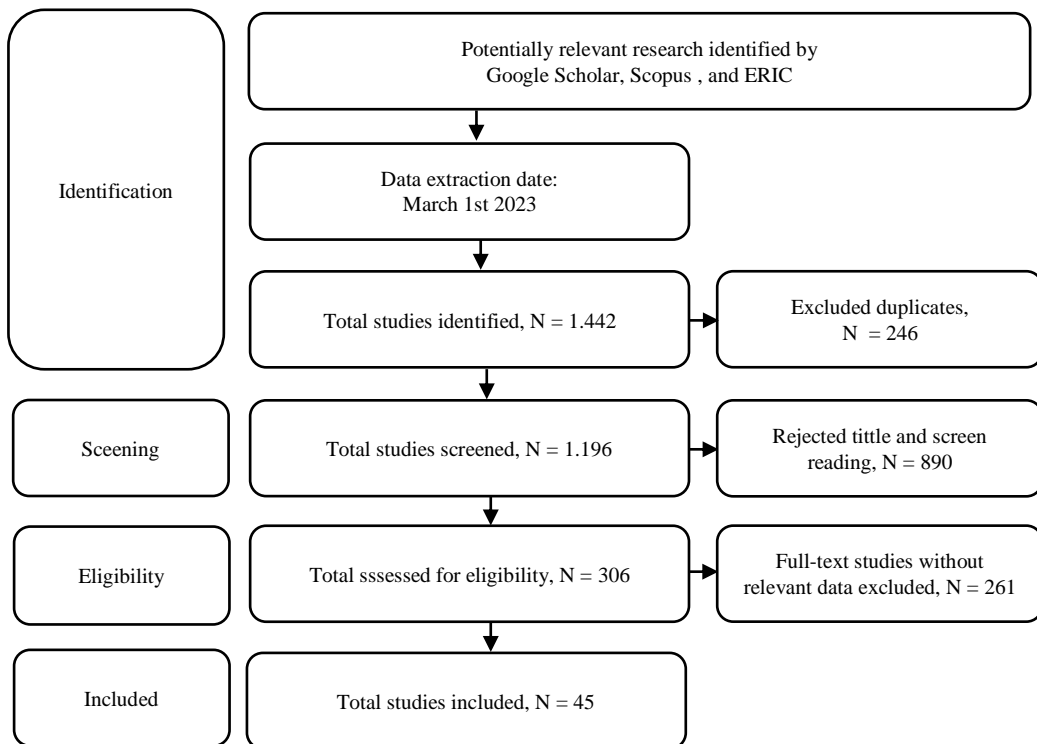 Identification
Potentially relevant research identified by
Google Scholar, Scopus , and ERIC
Data extraction date:
March 1st 2023
Total studies identified, N = 1.442
Excluded duplicates,
N = 246
Sceening
Total studies screened, N = 1.196
Rejected tittle and screen
reading, N = 890
Eligibility
Total sssessed for eligibility, N = 306
Full-text studies without
relevant data excluded, N = 261
Included
Total studies included, N = 45